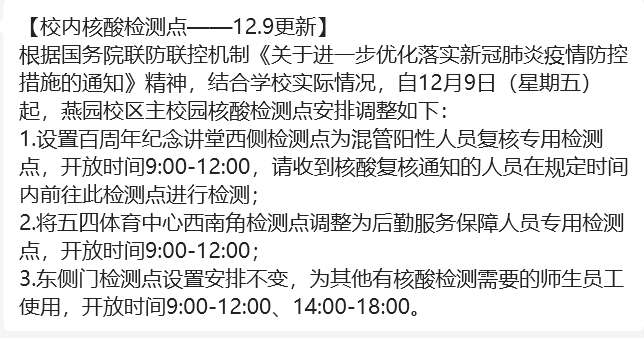 【校内核酸检测点——12.9更新】
根据国务院联防联控机制《关于进一步优化落实新冠肺炎疫情防控
措施的通知》精神，结合学校实际情况，自12月9日（星期五）
起，燕园校区主校园核酸检测点安排调整如下：
1.设置百周年纪念讲堂西侧检测点为混管阳性人员复核专用检测
点，开放时间9:00-12:00，请收到核酸复核通知的人员在规定时间
内前往此检测点进行检测；
2.将五四体育中心西南角检测点调整为后勤服务保障人员专用检测
点，开放时间9:00-12:00；
3.东侧门检测点设置安排不变，为其他有核酸检测需要的师生员工
使用，开放时间9:00-12:00、14:00-18:00。